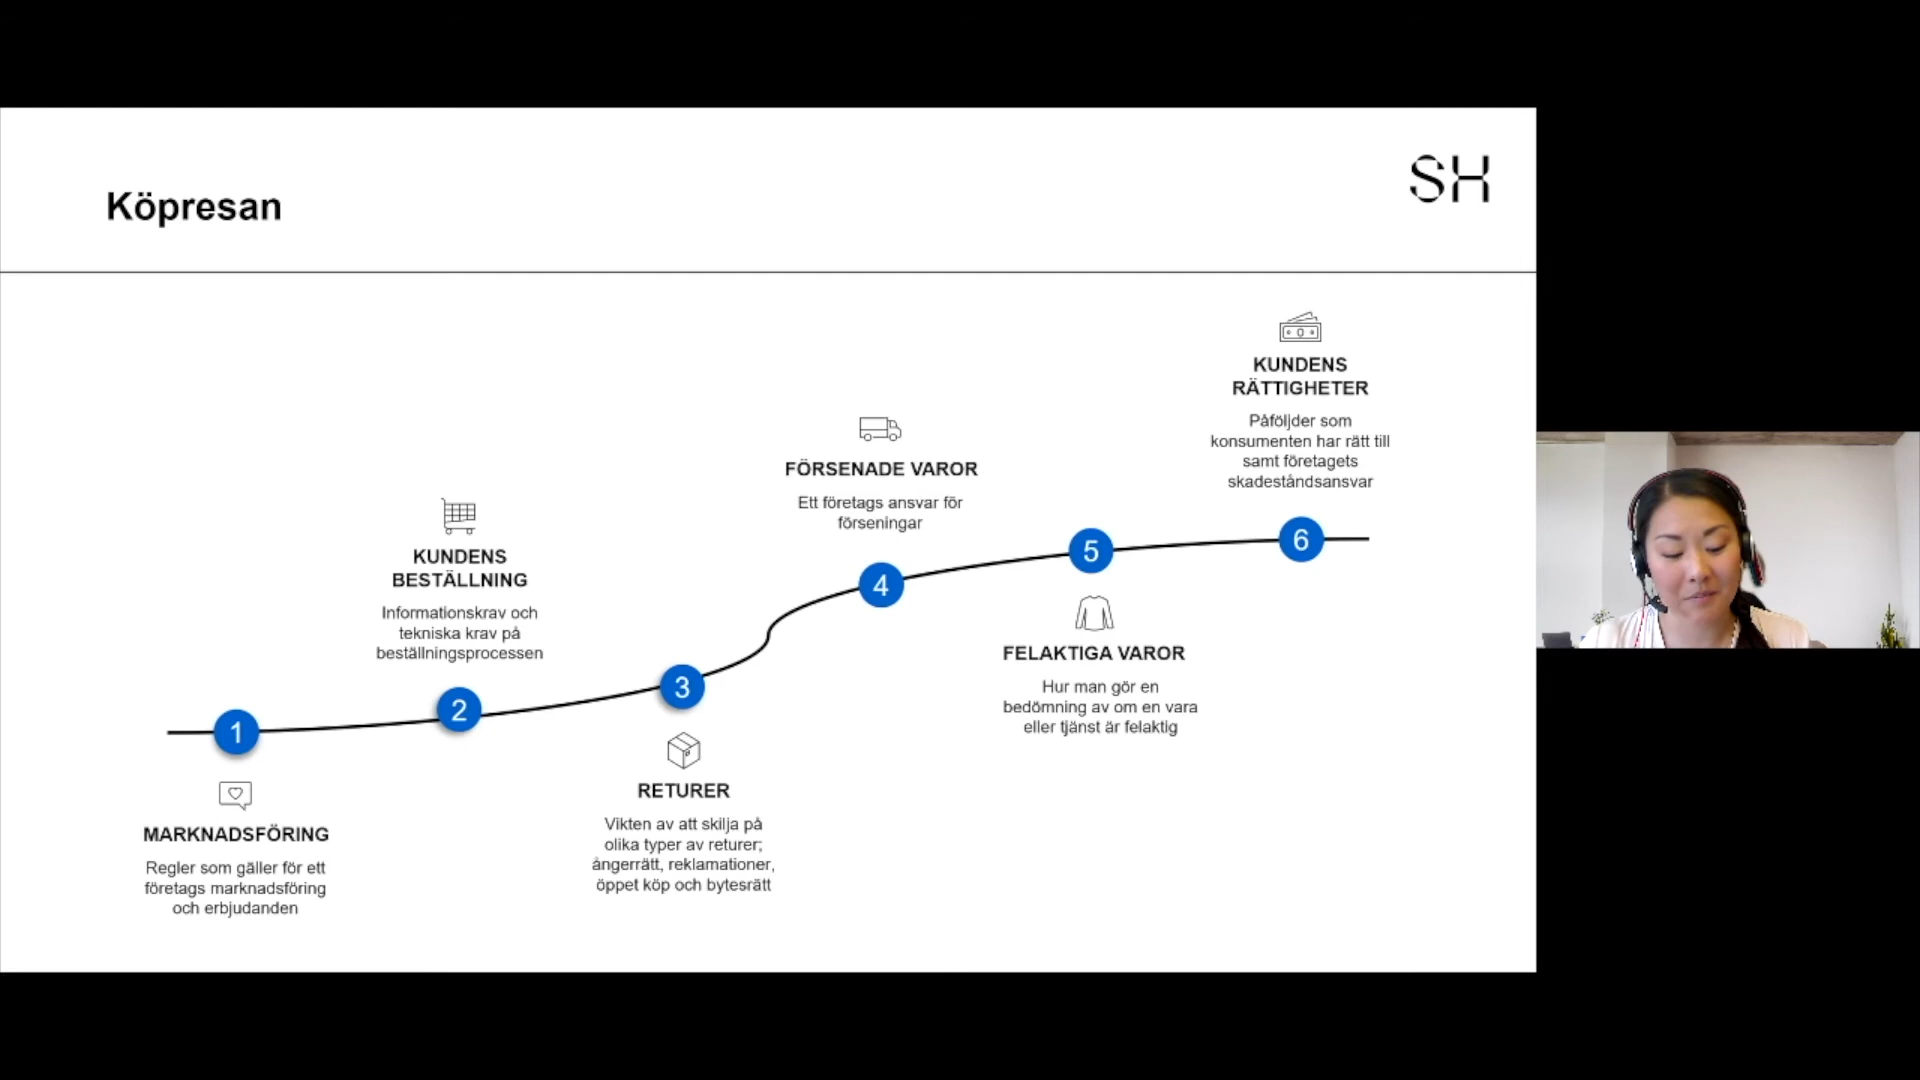 Köpresan
SH
1
MARKNADSFÖRING
Regler som gäller för ett
företags marknadsföring
och erbjudanden
KUNDENS
BESTÄLLNING
Informationskrav och
tekniska krav på
beställningsprocessen
2
3
RETURER
Vikten av att skilja på
olika typer av returer;
ångerrätt, reklamationer,
öppet köp och bytesrätt
FÖRSENADE VAROR
Ett företags ansvar för
förseningar
4
5
FELAKTIGA VAROR
Hur man gör en
bedömning av om en vara
eller tjänst är felaktig
KUNDENS
RÄTTIGHETER
Påföljder som
konsumenten har rätt till
samt företagets
skadeståndsansvar
6